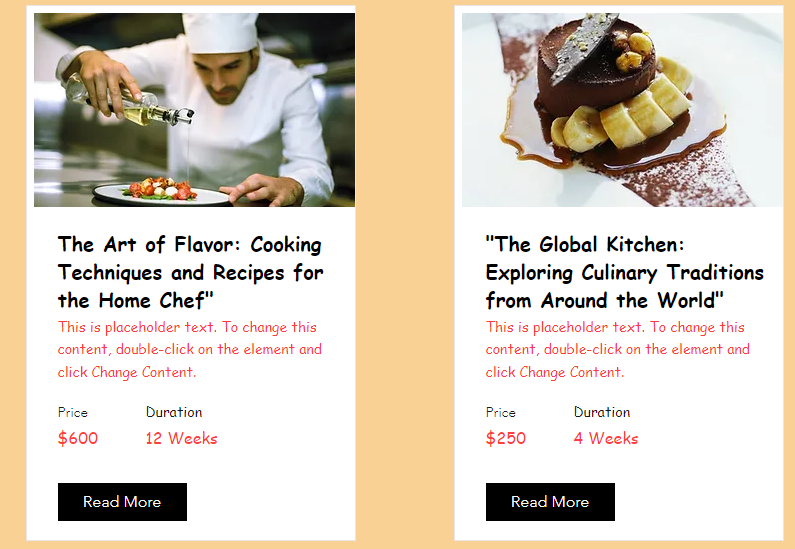 The Art of Flavor: Cooking
Techniques and Recipes for
the Home Chef"
This is placeholder text. To change this
content, double-click on the element and
click Change Content.
Price
Duration
$600
12 Weeks
Read More
"The Global Kitchen:
Exploring Culinary Traditions
from Around the World"
This is placeholder text. To change this
content, double-click on the element and
click Change Content.
Price
Duration
$250
4 Weeks
Read More